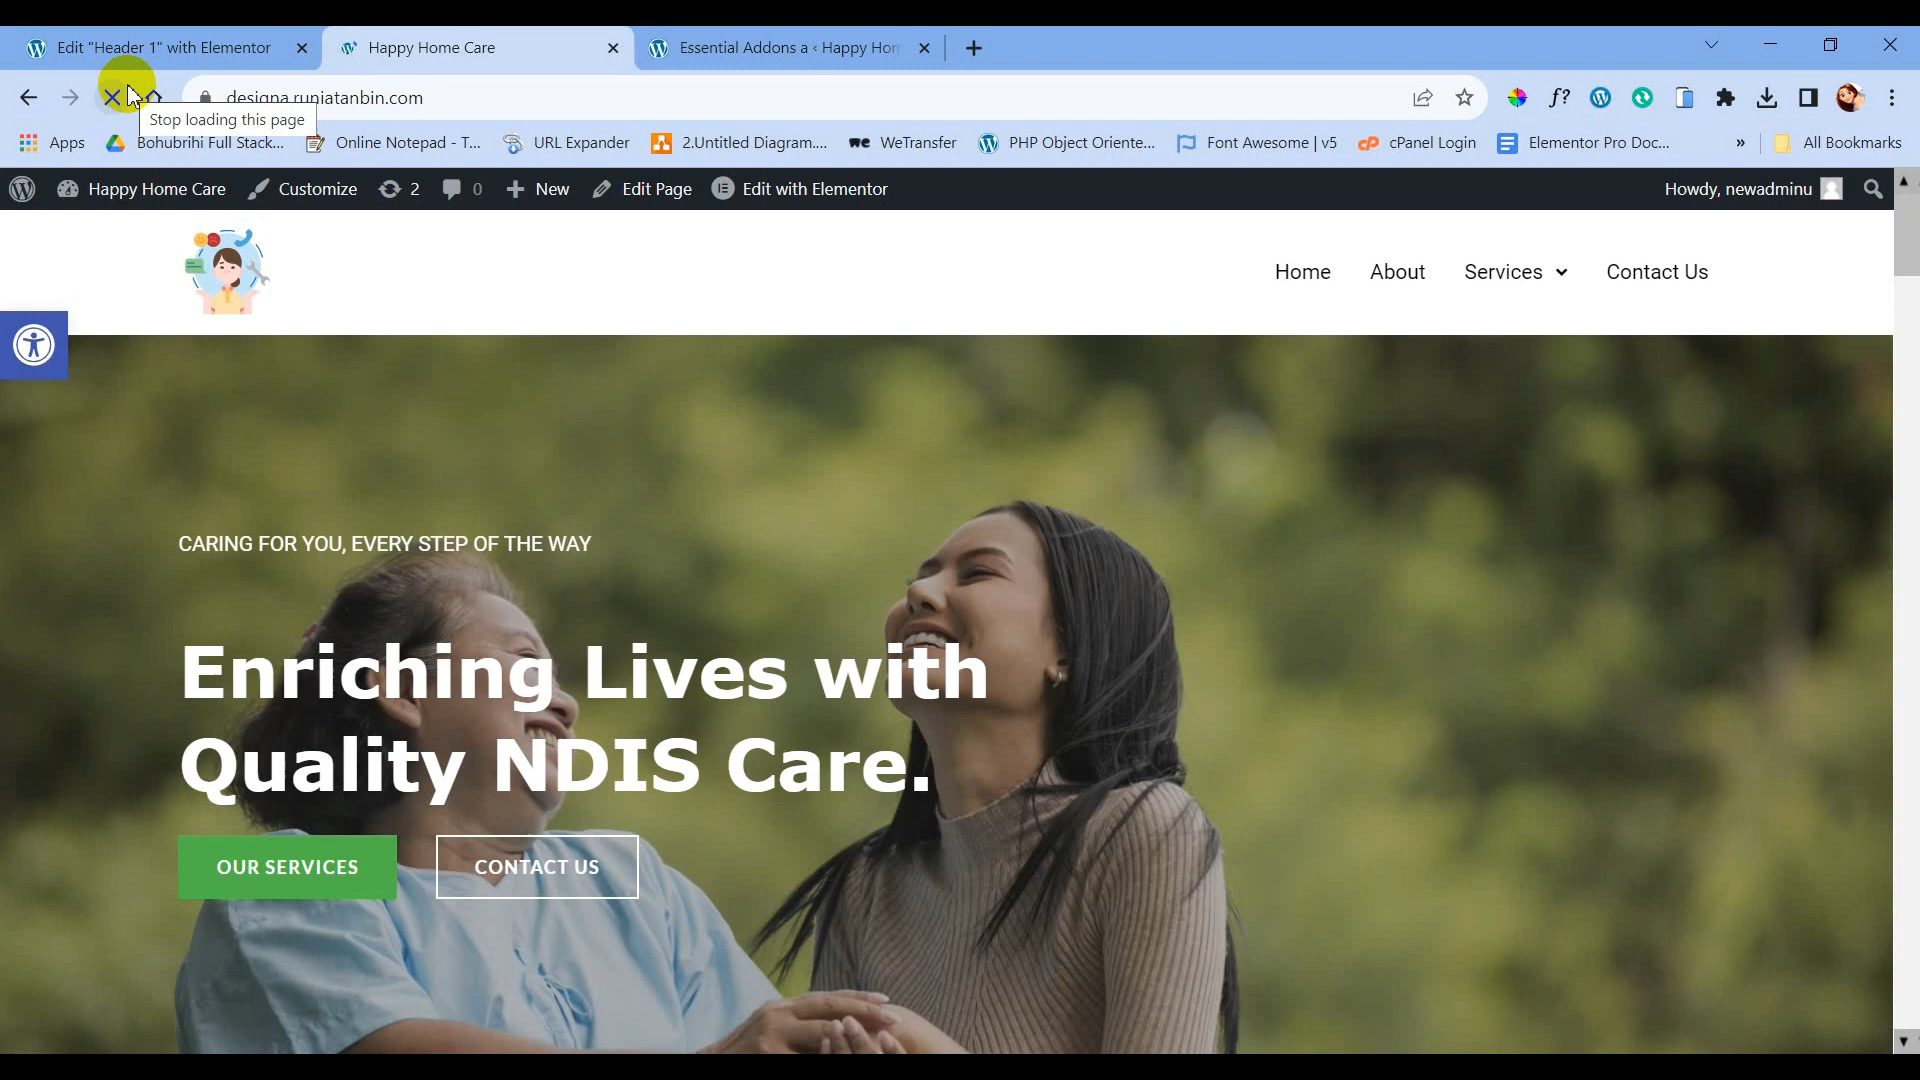 Edit "Header 1" with Elementor
Happy Home Care
Essential Addons a ‹ Happy Hon
designa.runiatanbin.com
Stop loading this page
Apps
Bohubrihi Full Stack...
Online Notepad - T...
URL Expander
2.Untitled Diagram....
we
WeTransfer
PHP Object Oriente...
Font Awesome | v5
cP
cPanel Login
Elementor Pro Doc...
»
All Bookmarks
f?
Happy Home Care
Customize
2
0
New
Edit Page
Edit with Elementor
Howdy, newadminu
Home
About
Services
Contact Us
CARING FOR YOU, EVERY STEP OF THE WAY
Enriching Lives with
Quality NDIS Care.
OUR SERVICES
CONTACT US